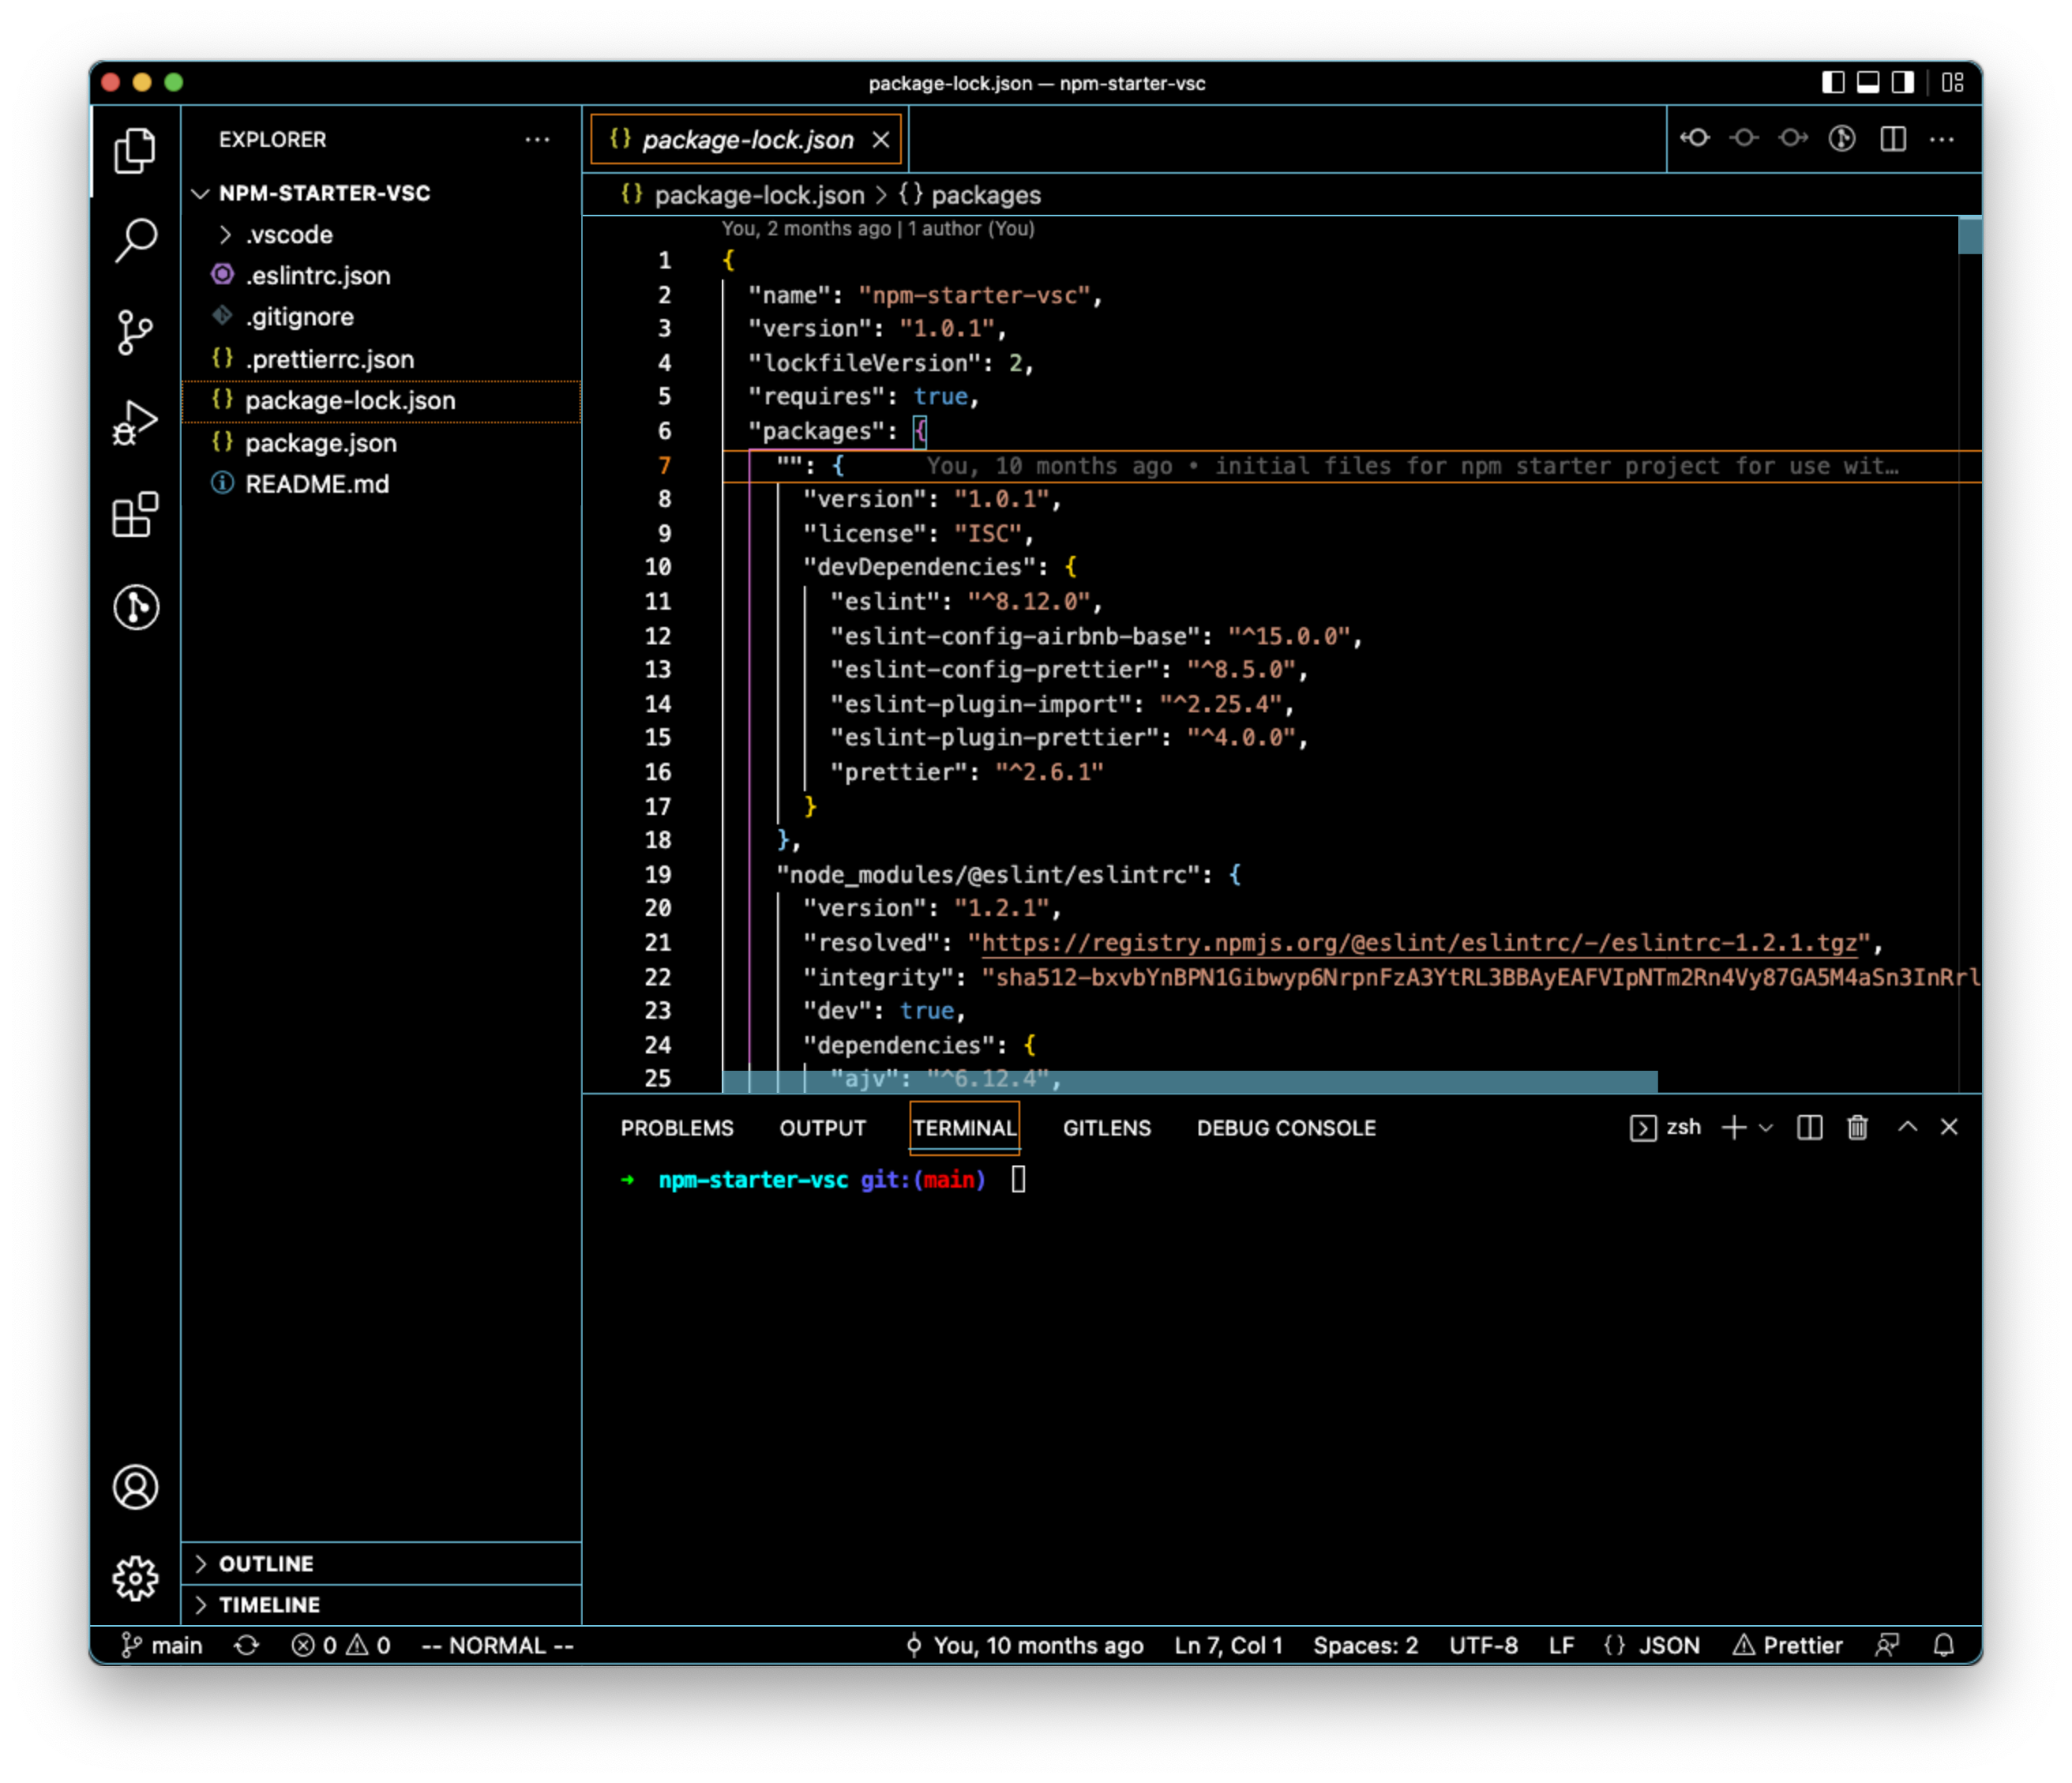 package-lock.json — npm-starter-vsc
EXPLORER
NPM-STARTER-VSC
.vscode
.eslintrc.json
.gitignore
{} .prettierrc.json
{} package-lock.json
{} package.json
README.md
OUTLINE
TIMELINE
{} package-lock.json
{} package-lock.json > {} packages
You, 2 months ago | 1 author (You)
1 {
2 "name": "npm-starter-vsc",
3 "version": "1.0.1",
4 "lockfileVersion": 2,
5 "requires": true,
6 "packages": {
7 "": { You, 10 months ago • initial files for npm starter project for use wit…
8 "version": "1.0.1",
9 "license": "ISC",
10 "devDependencies": {
11 "eslint": "^8.12.0",
12 "eslint-config-airbnb-base": "^15.0.0",
13 "eslint-config-prettier": "^8.5.0",
14 "eslint-plugin-import": "^2.25.4",
15 "eslint-plugin-prettier": "^4.0.0",
16 "prettier": "^2.6.1"
17 }
18 },
19 "node_modules/@eslint/eslintrc": {
20 "version": "1.2.1",
21 "resolved": "https://registry.npmjs.org/@eslint/eslintrc/-/eslintrc-1.2.1.tgz",
22 "integrity": "sha512-bxvbYnBPN1Gibwyp6NrpnFzA3YtRL3BBAyEAFVIpNTm2Rn4Vy87GA5M4aSn3InRrl
23 "dev": true,
24 "dependencies": {
25 "ajv": "^6.12.4",
PROBLEMS OUTPUT TERMINAL GITLENS DEBUG CONSOLE zsh
→ npm-starter-vsc git:(main)
main 0 0 -- NORMAL -- You, 10 months ago Ln 7, Col 1 Spaces: 2 UTF-8 LF {} JSON Prettier